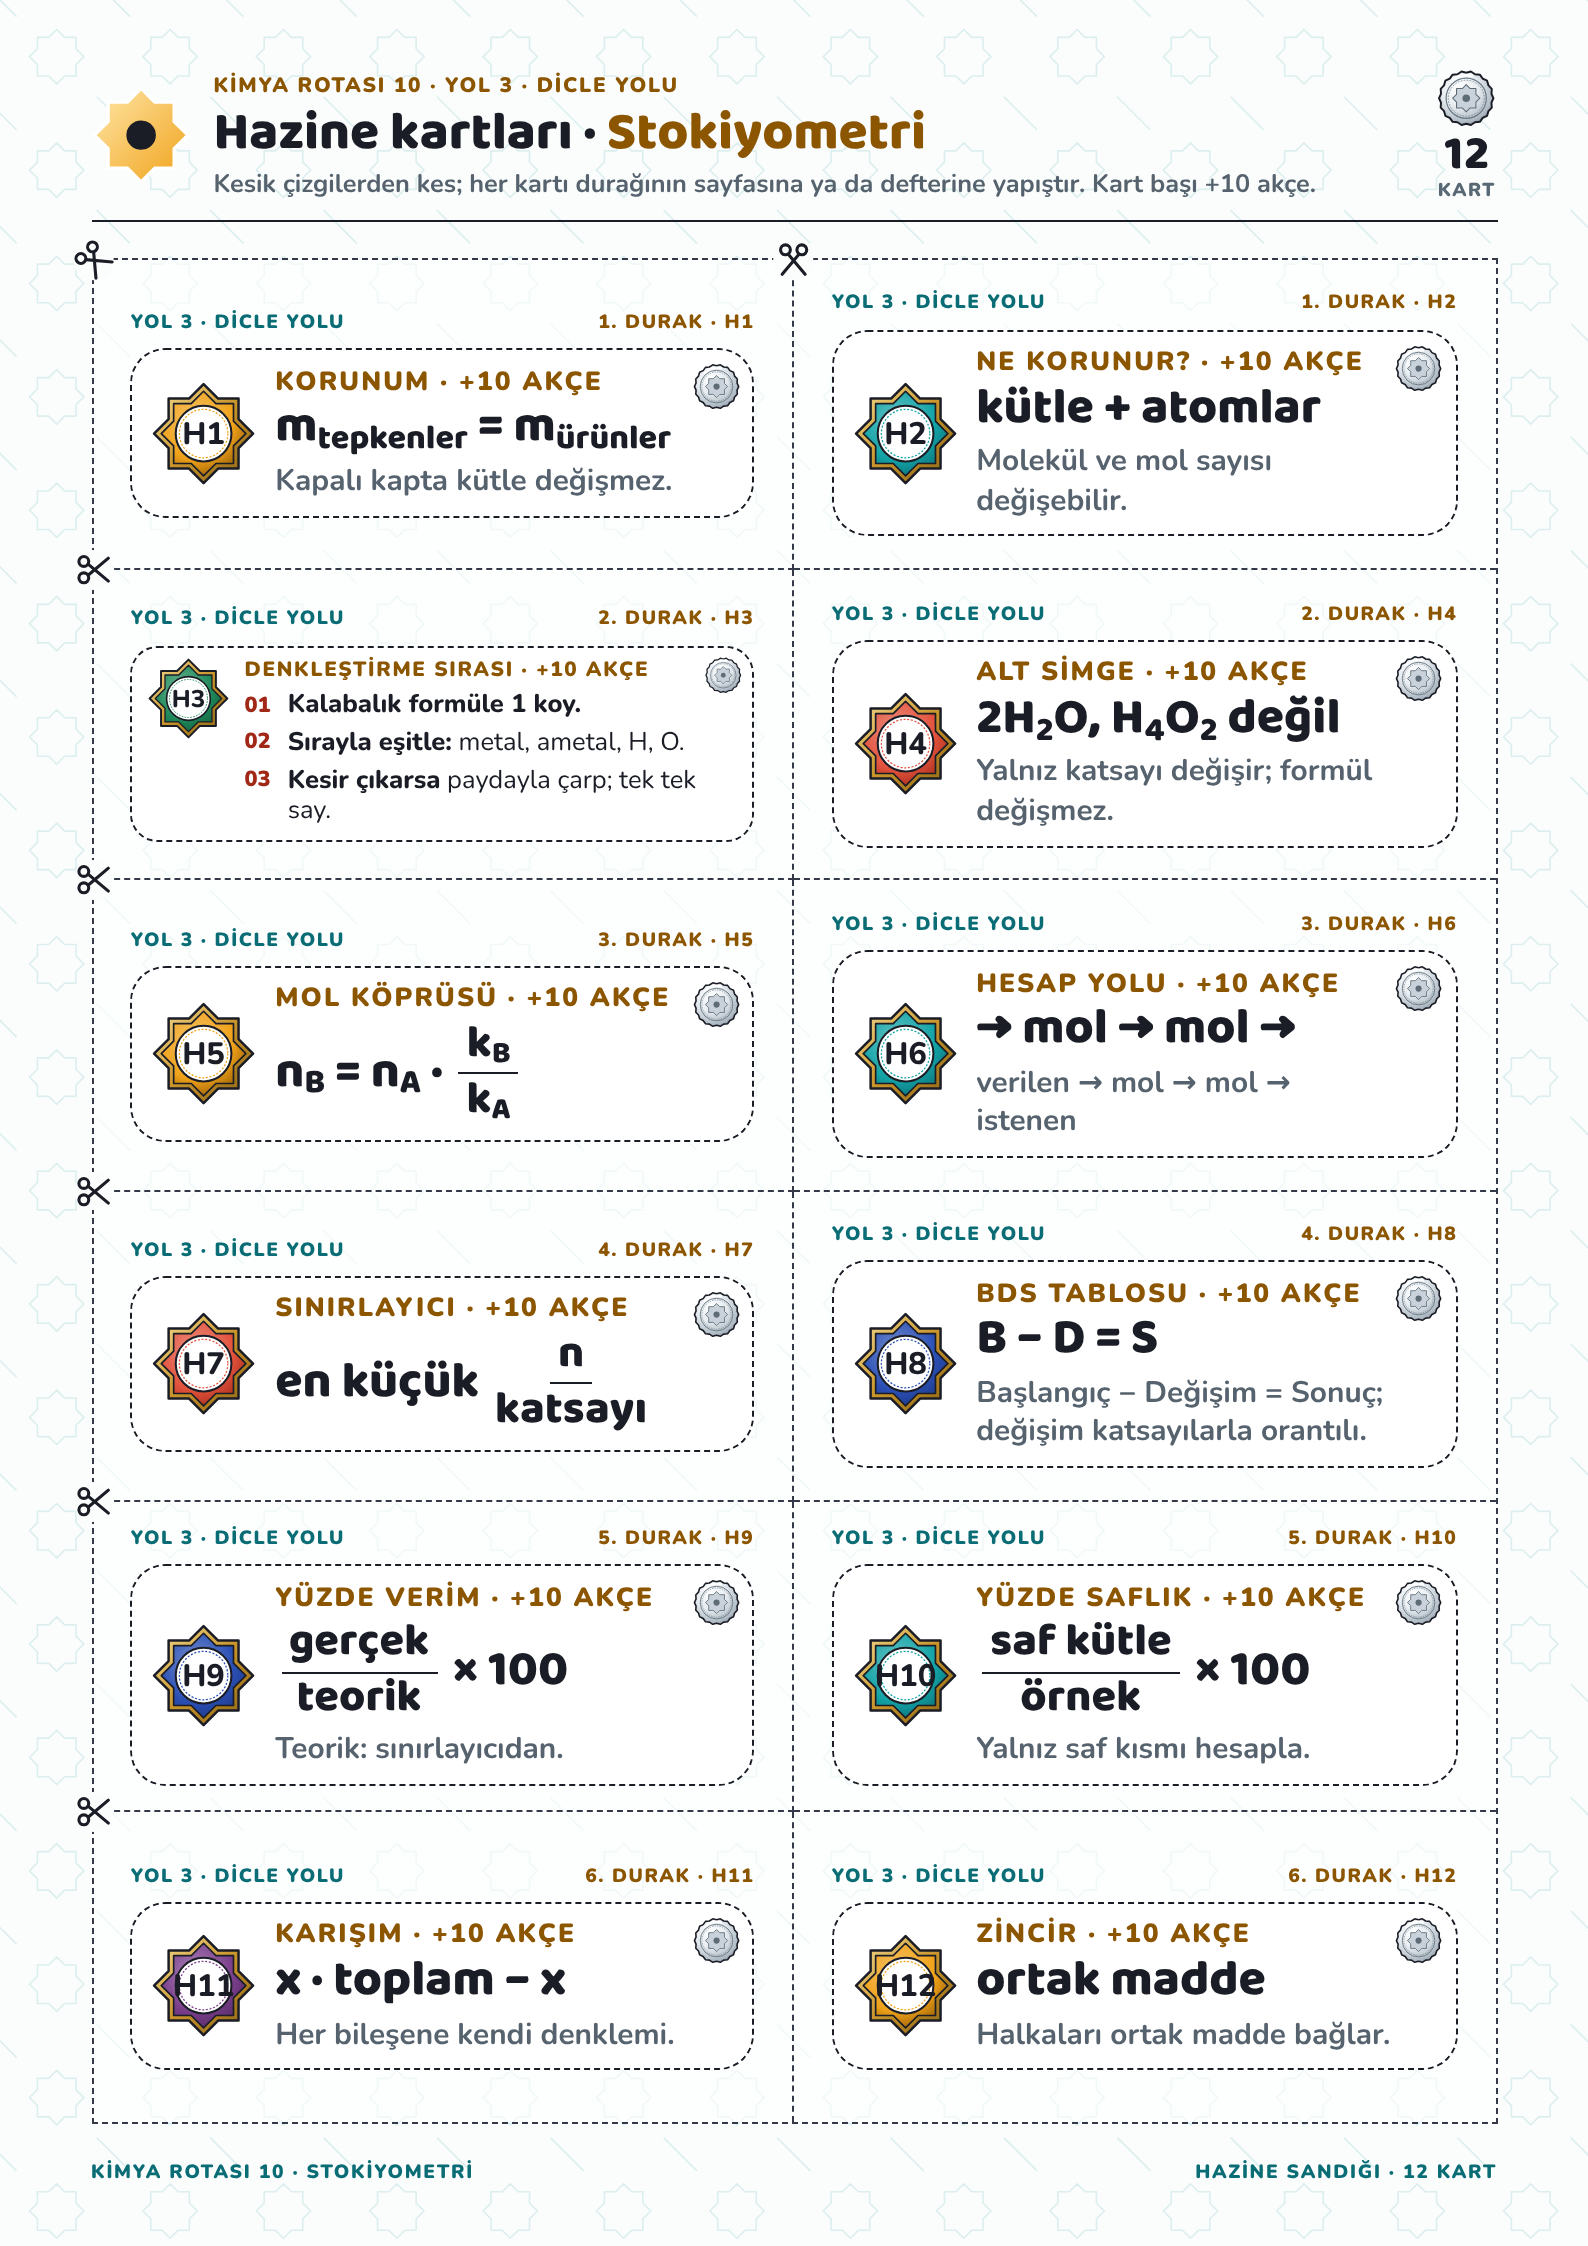 KİMYA ROTASI 10 · YOL 3 · DİCLE YOLU
Hazine kartları · Stokiyometri
Kesik çizgilerden kes; her kartı durağının sayfasına ya da defterine yapıştır. Kart başı +10 akçe.
12
KART
YOL 3 · DİCLE YOLU
1. DURAK · H1
H1
KORUNUM · +10 AKÇE
m_tepkenler = m_ürünler
Kapalı kapta kütle değişmez.
YOL 3 · DİCLE YOLU
1. DURAK · H2
H2
NE KORUNUR? · +10 AKÇE
kütle + atomlar
Molekül ve mol sayısı
değişebilir.
YOL 3 · DİCLE YOLU
2. DURAK · H3
H3
DENKLEŞTİRME SIRASI · +10 AKÇE
01 Kalabalık formüle 1 koy.
02 Sırayla eşitle: metal, ametal, H, O.
03 Kesir çıkarsa paydayla çarp; tek tek
say.
YOL 3 · DİCLE YOLU
2. DURAK · H4
H4
ALT SİMGE · +10 AKÇE
2H₂O, H₄O₂ değil
Yalnız katsayı değişir; formül
değişmez.
YOL 3 · DİCLE YOLU
3. DURAK · H5
H5
MOL KÖPRÜSÜ · +10 AKÇE
n_B = n_A · k_B / k_A
YOL 3 · DİCLE YOLU
3. DURAK · H6
H6
HESAP YOLU · +10 AKÇE
→ mol → mol →
verilen → mol → mol →
istenen
YOL 3 · DİCLE YOLU
4. DURAK · H7
H7
SINIRLAYICI · +10 AKÇE
en küçük n / katsayı
YOL 3 · DİCLE YOLU
4. DURAK · H8
H8
BDS TABLOSU · +10 AKÇE
B − D = S
Başlangıç − Değişim = Sonuç;
değişim katsayılarla orantılı.
YOL 3 · DİCLE YOLU
5. DURAK · H9
H9
YÜZDE VERİM · +10 AKÇE
gerçek / teorik × 100
Teorik: sınırlayıcıdan.
YOL 3 · DİCLE YOLU
5. DURAK · H10
H10
YÜZDE SAFLIK · +10 AKÇE
saf kütle / örnek × 100
Yalnız saf kısmı hesapla.
YOL 3 · DİCLE YOLU
6. DURAK · H11
H11
KARIŞIM · +10 AKÇE
x · toplam − x
Her bileşene kendi denklemi.
YOL 3 · DİCLE YOLU
6. DURAK · H12
H12
ZİNCİR · +10 AKÇE
ortak madde
Halkaları ortak madde bağlar.
KİMYA ROTASI 10 · STOKİYOMETRİ
HAZİNE SANDIĞI · 12 KART